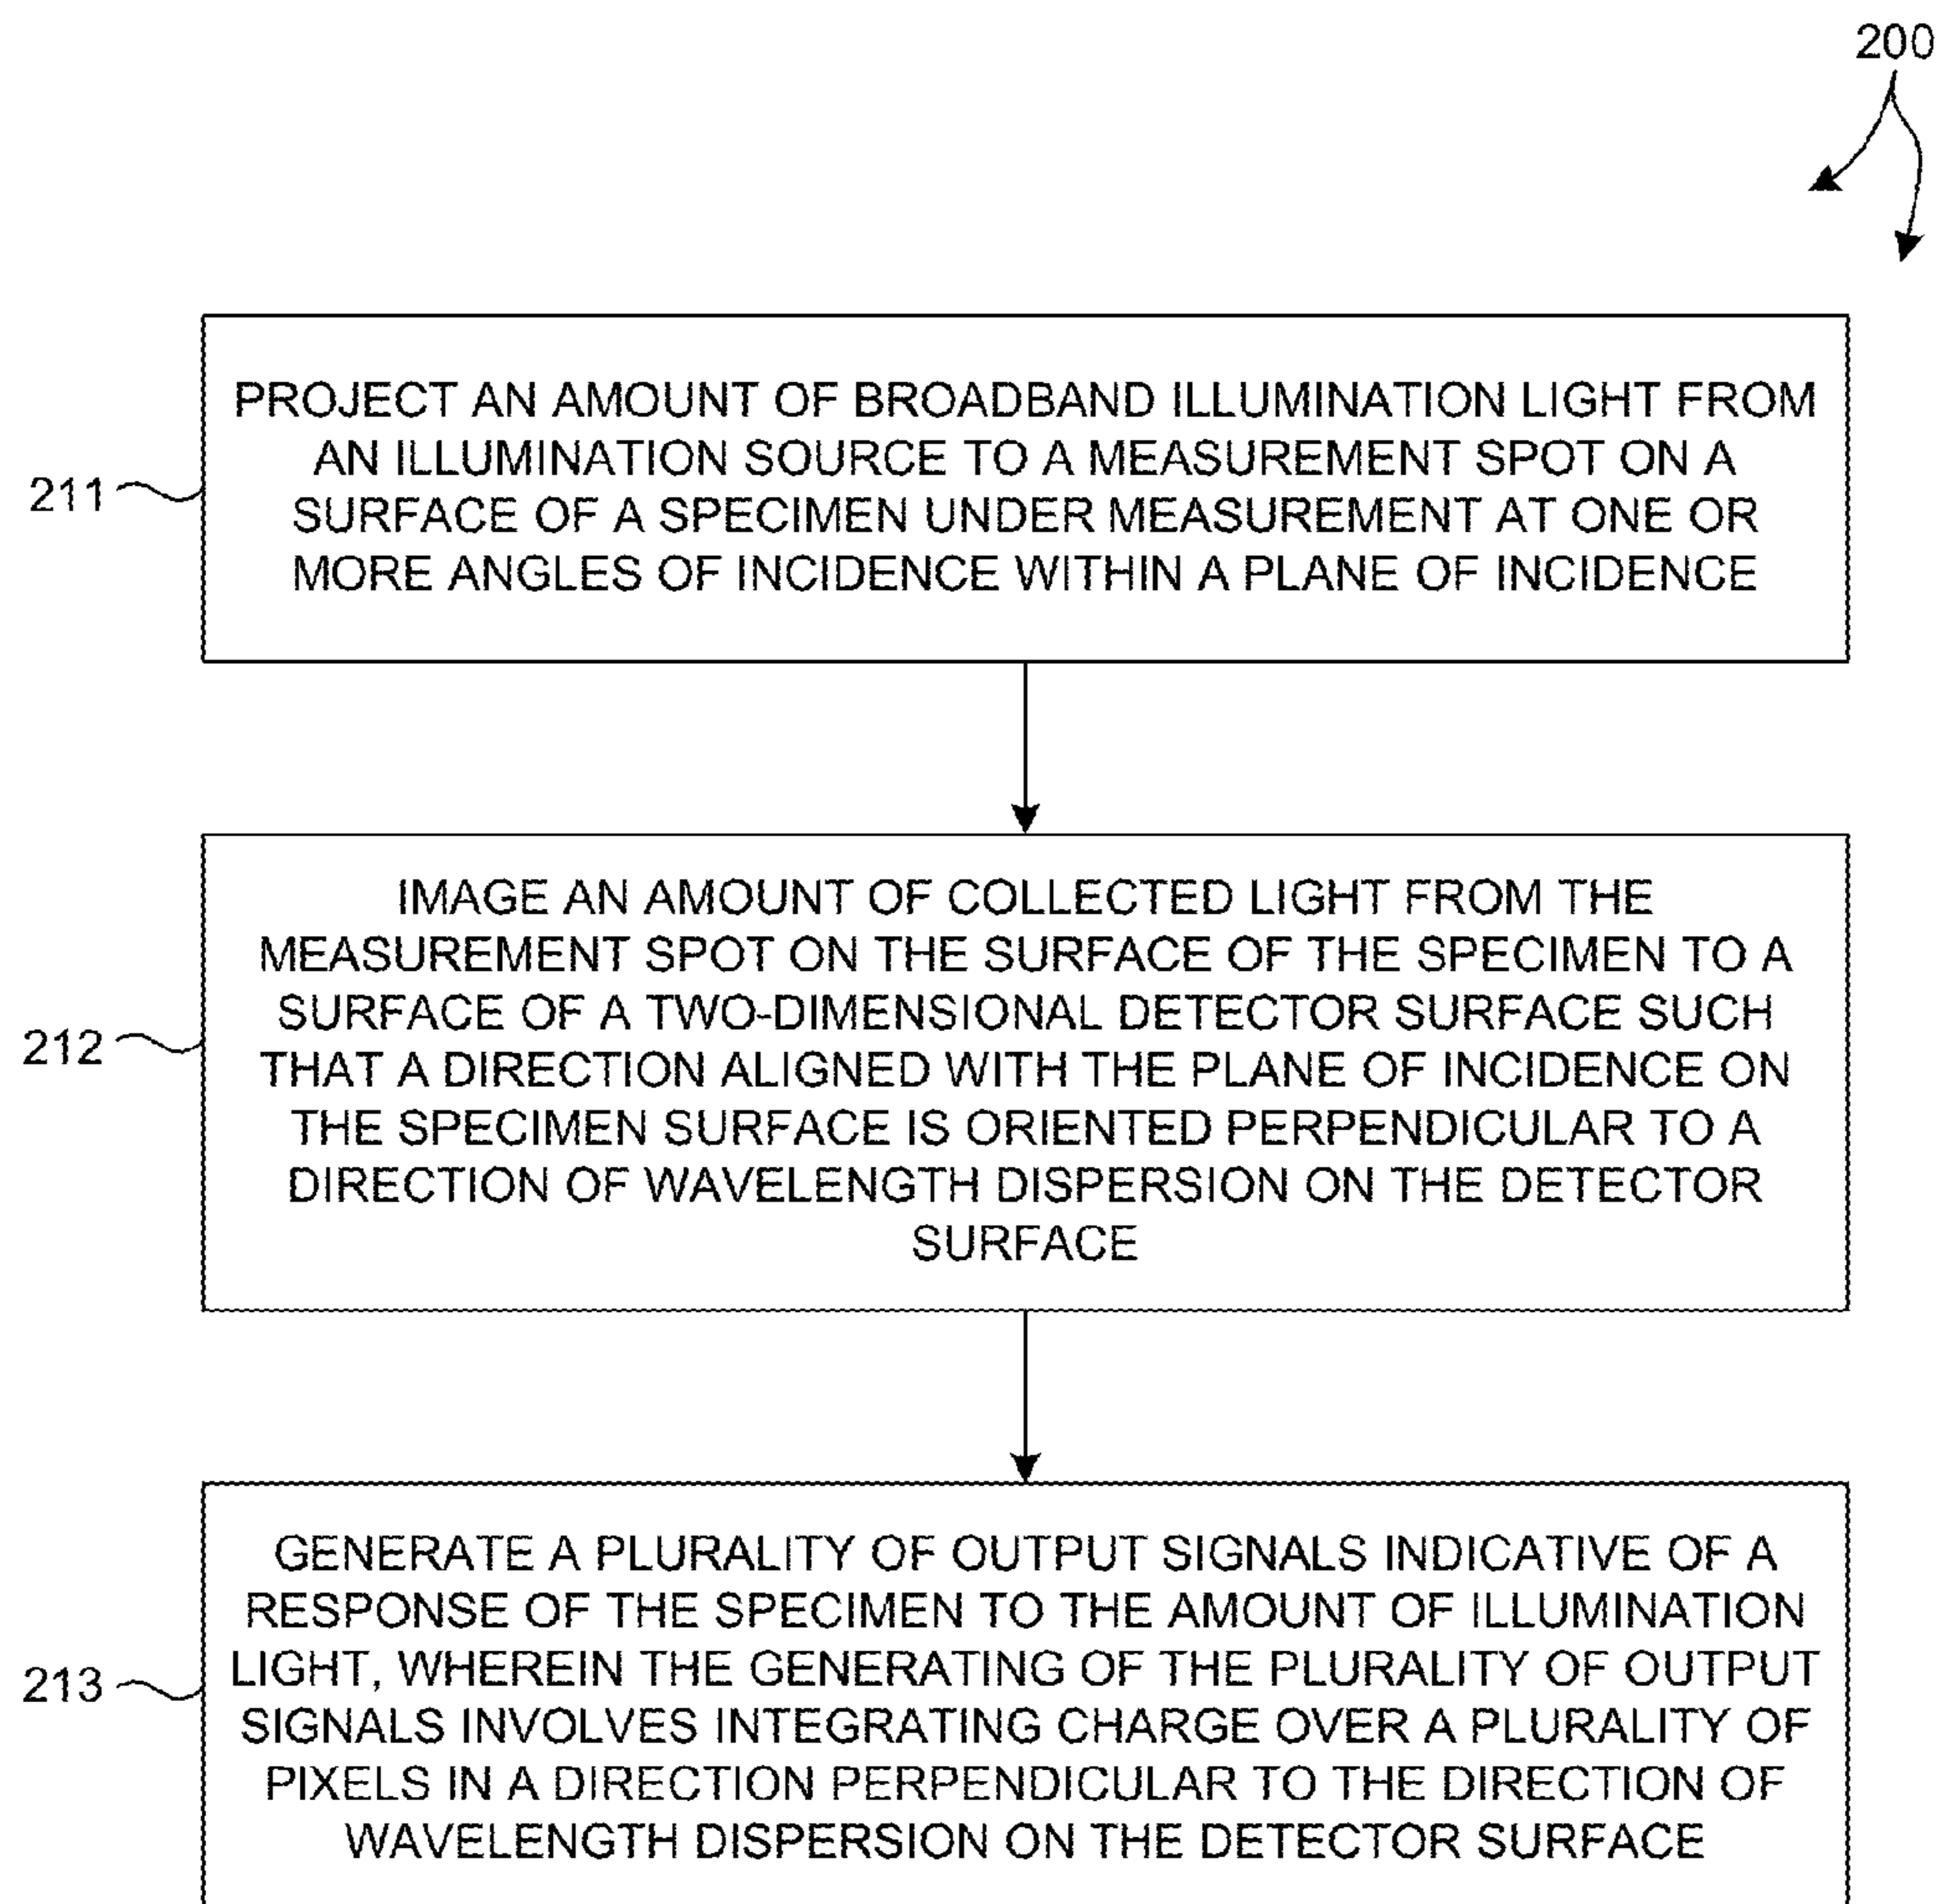 200
211
PROJECT AN AMOUNT OF BROADBAND ILLUMINATION LIGHT FROM
AN ILLUMINATION SOURCE TO A MEASUREMENT SPOT ON A
SURFACE OF A SPECIMEN UNDER MEASUREMENT AT ONE OR
MORE ANGLES OF INCIDENCE WITHIN A PLANE OF INCIDENCE
212
IMAGE AN AMOUNT OF COLLECTED LIGHT FROM THE
MEASUREMENT SPOT ON THE SURFACE OF THE SPECIMEN TO A
SURFACE OF A TWO-DIMENSIONAL DETECTOR SURFACE SUCH
THAT A DIRECTION ALIGNED WITH THE PLANE OF INCIDENCE ON
THE SPECIMEN SURFACE IS ORIENTED PERPENDICULAR TO A
DIRECTION OF WAVELENGTH DISPERSION ON THE DETECTOR
SURFACE
213
GENERATE A PLURALITY OF OUTPUT SIGNALS INDICATIVE OF A
RESPONSE OF THE SPECIMEN TO THE AMOUNT OF ILLUMINATION
LIGHT, WHEREIN THE GENERATING OF THE PLURALITY OF OUTPUT
SIGNALS INVOLVES INTEGRATING CHARGE OVER A PLURALITY OF
PIXELS IN A DIRECTION PERPENDICULAR TO THE DIRECTION OF
WAVELENGTH DISPERSION ON THE DETECTOR SURFACE